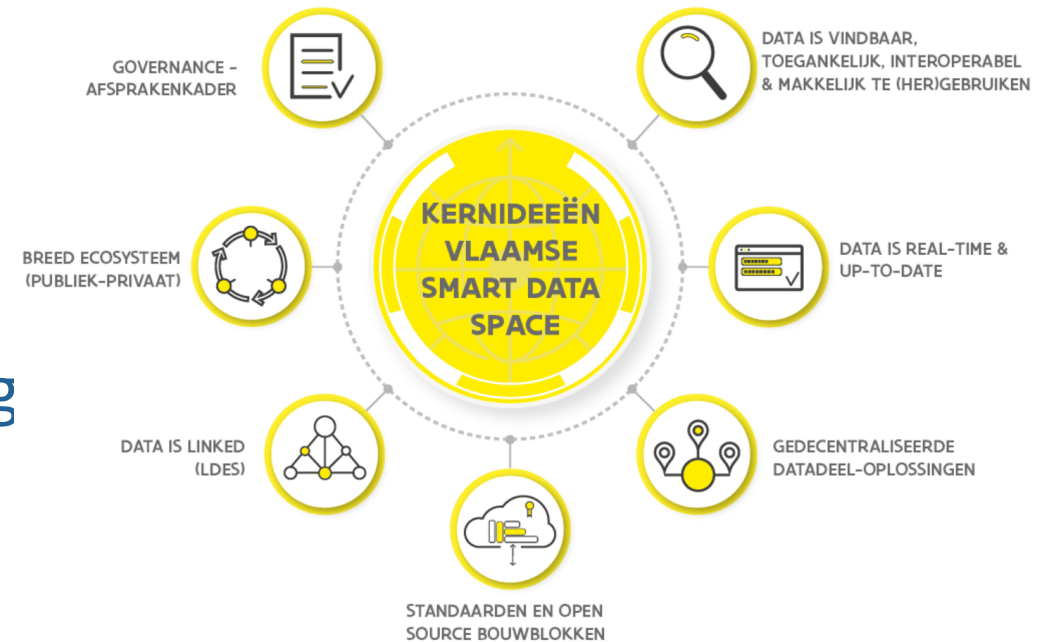 GOVERNANCE -
AFSPRAKENKADER
DATA IS VINDBAAR,
TOEGANKELIJK, INTEROPERABEL
& MAKKELIJK TE (HER)GEBRUIKEN
KERNIDEEËN
VLAAMSE
SMART DATA
SPACE
BREED ECOSYSTEEM
(PUBLIEK-PRIVAAT)
DATA IS REAL-TIME &
UP-TO-DATE
g
DATA IS LINKED
(LDES)
GEDECENTRALISEERDE
DATADEEL-OPLOSSINGEN
STANDAARDEN EN OPEN
SOURCE BOUWBLOKKEN